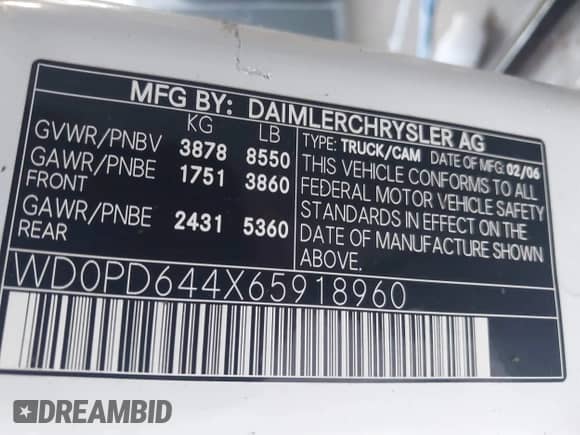 MFG BY: DAIMLERCHRYSLER AG
KG LB
GVWR/PNBV 3878 8550
GAWR/PNBE 1751 3860
FRONT
GAWR/PNBE 2431 5360
REAR
TYPE: TRUCK/CAM DATE OF MFG: 02/06
THIS VEHICLE CONFORMS TO ALL
FEDERAL MOTOR VEHICLE SAFETY
STANDARDS IN EFFECT ON THE
DATE OF MANUFACTURE SHOWN
ABOVE.
WD0PD644X65918960
DREAMBID